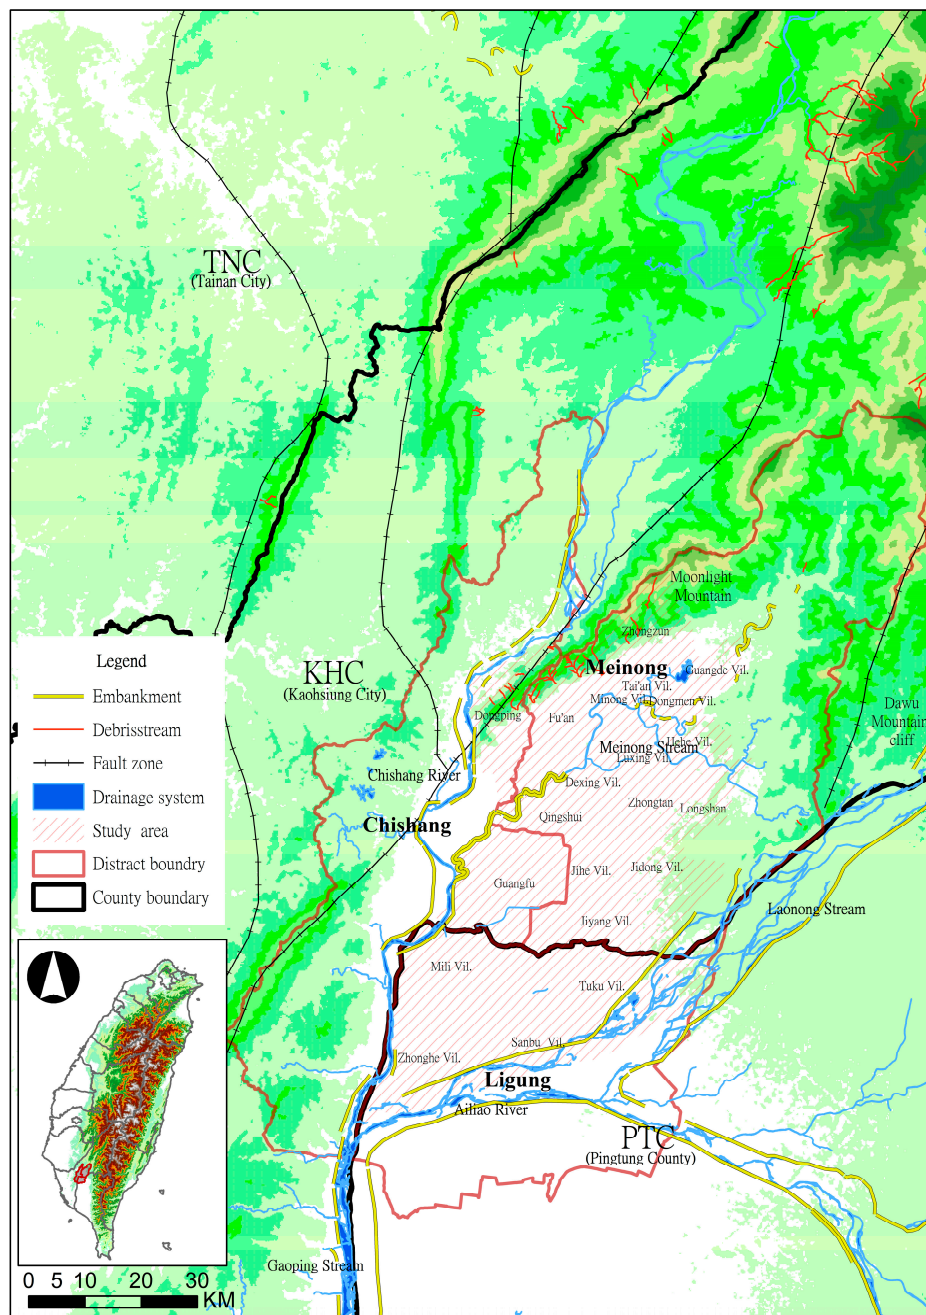 TNC
(Tainan City)
Moonlight
Mountain
Zhongzun
Meinong
Guangde Vil.
Tai'an Vil.
Minong Vil.
Dongmen Vil.
Dongping
Fu'an
Dawu
Mountain
cliff
Hehe Vil.
Meinong Stream
Luxing Vil.
KHC
(Kaohsiung City)
Chishang River
Dexing Vil.
Zhongtan
Longshan
Qingshui
Chishang
Jihe Vil.
Jidong Vil.
Guangfu
Jiyang Vil.
Laonong Stream
Mili Vil.
Tuku Vil.
Sanbu Vil.
Zhonghe Vil.
Ligung
Ailiao River
PTC
(Pingtung County)
Gaoping Stream
Legend
Embankment
Debrisstream
Fault zone
Drainage system
Study area
Distract boundry
County boundary
0 5 10 20 30
KM